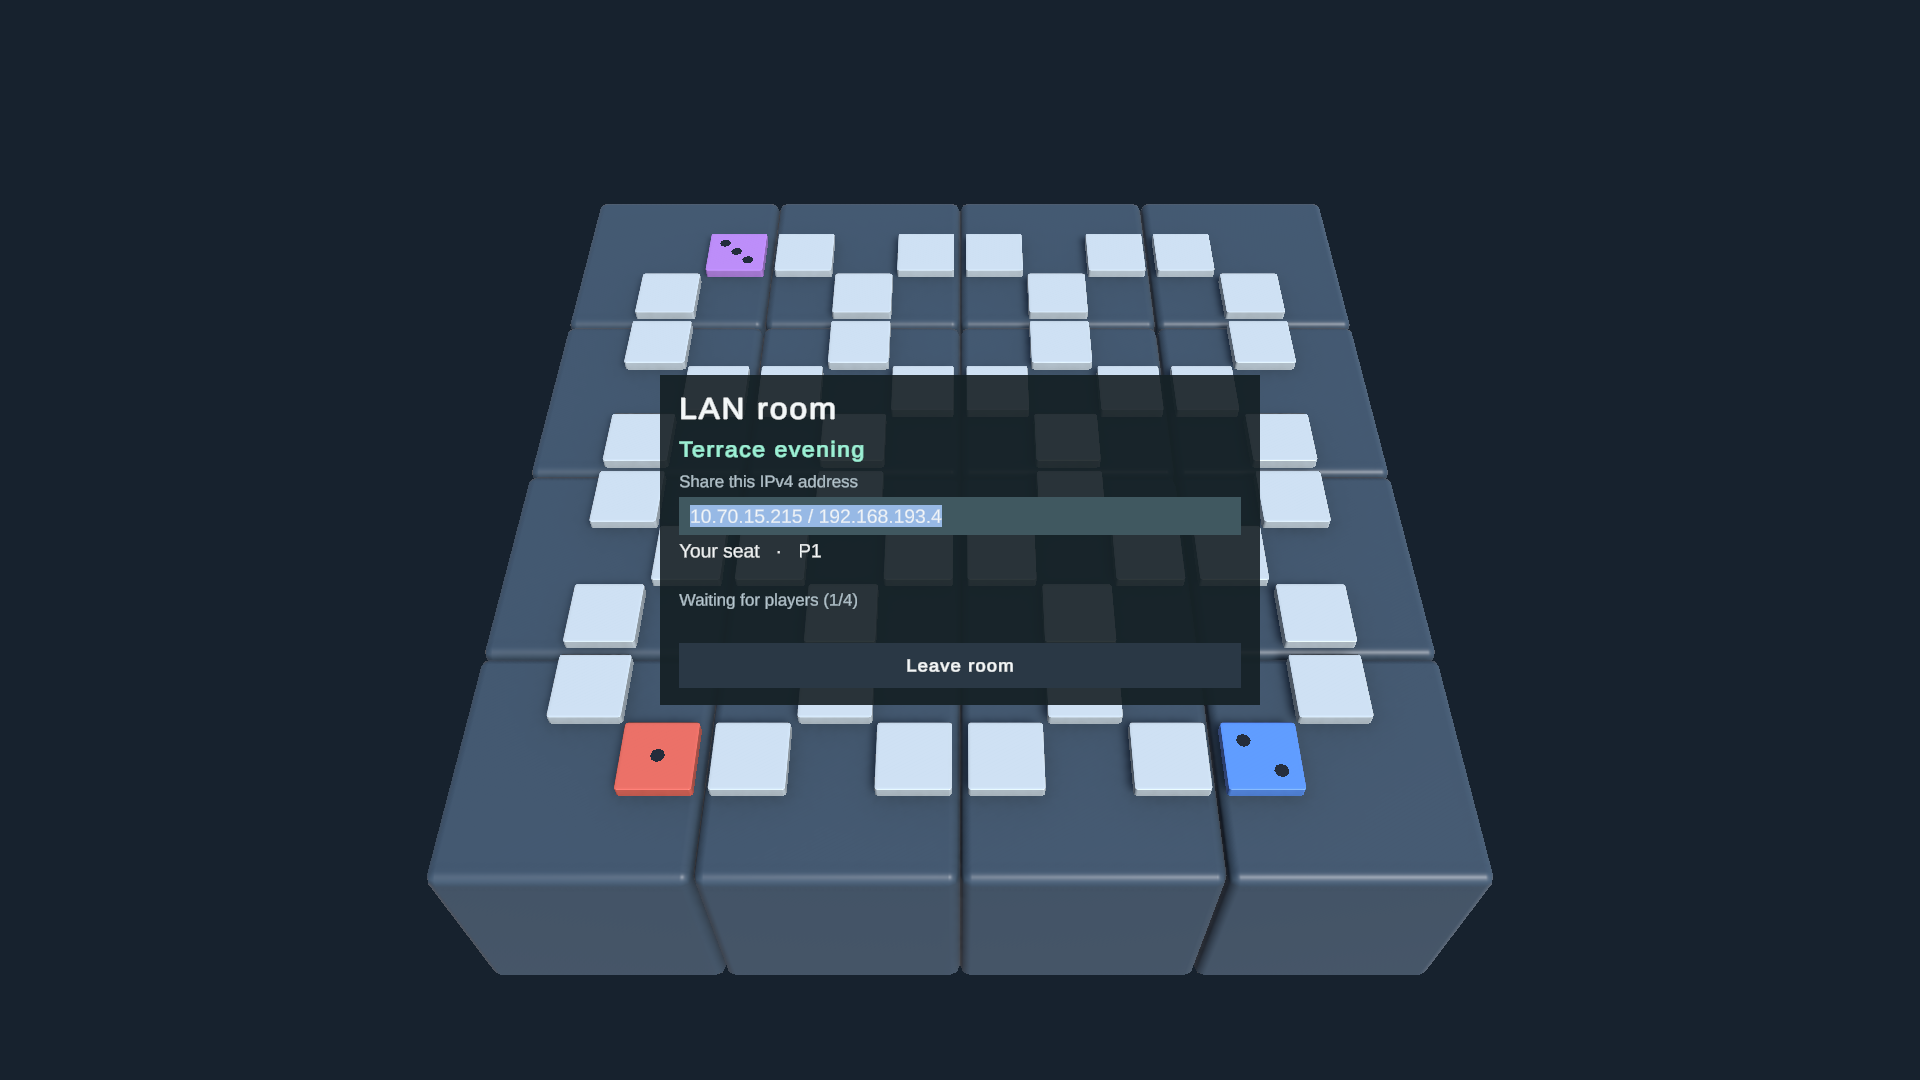 LAN room
Terrace evening
Share this IPv4 address
10.70.15.215 / 192.168.193.4
Your seat · P1
Waiting for players (1/4)
Leave room